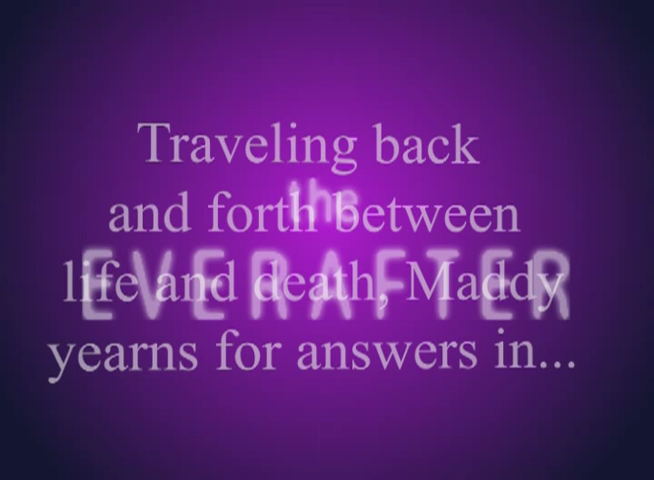 Traveling back
the
and forth between
EVERAFTER
life and death, Maddy
yearns for answers in...